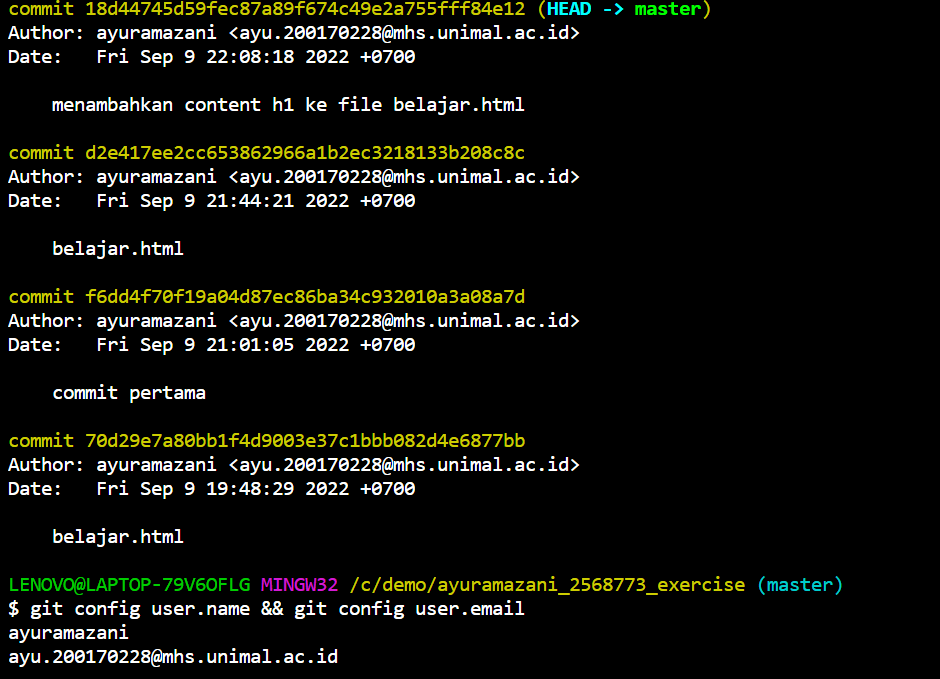 commit 18d44745d59fec87a89f674c49e2a755fff84e12 (HEAD -> master)
Author: ayuramazani <ayu.200170228@mhs.unimal.ac.id>
Date:   Fri Sep 9 22:08:18 2022 +0700
menambahkan content h1 ke file belajar.html
commit d2e417ee2cc653862966a1b2ec3218133b208c8c
Author: ayuramazani <ayu.200170228@mhs.unimal.ac.id>
Date:   Fri Sep 9 21:44:21 2022 +0700
belajar.html
commit f6dd4f70f19a04d87ec86ba34c932010a3a08a7d
Author: ayuramazani <ayu.200170228@mhs.unimal.ac.id>
Date:   Fri Sep 9 21:01:05 2022 +0700
commit pertama
commit 70d29e7a80bb1f4d9003e37c1bbb082d4e6877bb
Author: ayuramazani <ayu.200170228@mhs.unimal.ac.id>
Date:   Fri Sep 9 19:48:29 2022 +0700
belajar.html
LENOVO@LAPTOP-79V6OFLG MINGW32 /c/demo/ayuramazani_2568773_exercise (master)
$ git config user.name && git config user.email
ayuramazani
ayu.200170228@mhs.unimal.ac.id